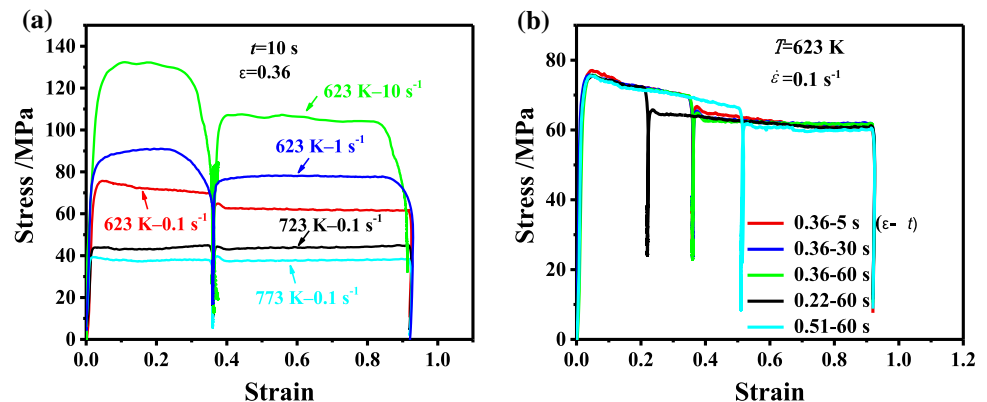 (a)
t=10 s
ε=0.36
623 K–10 s⁻¹
623 K–1 s⁻¹
623 K–0.1 s⁻¹
723 K–0.1 s⁻¹
773 K–0.1 s⁻¹
Stress /MPa
140
120
100
80
60
40
20
0
0.0 0.2 0.4 0.6 0.8 1.0
Strain
(b)
T=623 K
ε̇=0.1 s⁻¹
0.36-5 s (ε- t)
0.36-30 s
0.36-60 s
0.22-60 s
0.51-60 s
Stress /MPa
80
60
40
20
0
0.0 0.2 0.4 0.6 0.8 1.0 1.2
Strain